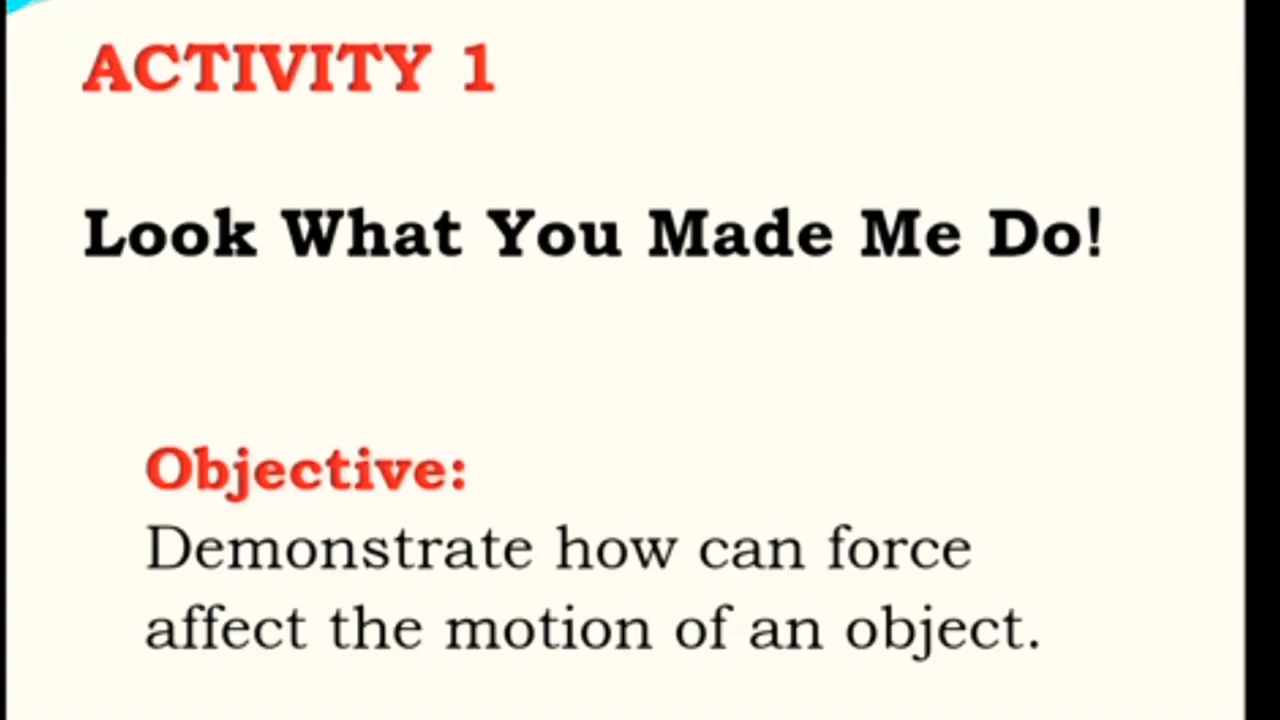 ACTIVITY 1
Look What You Made Me Do!
Objective:
Demonstrate how can force
affect the motion of an object.